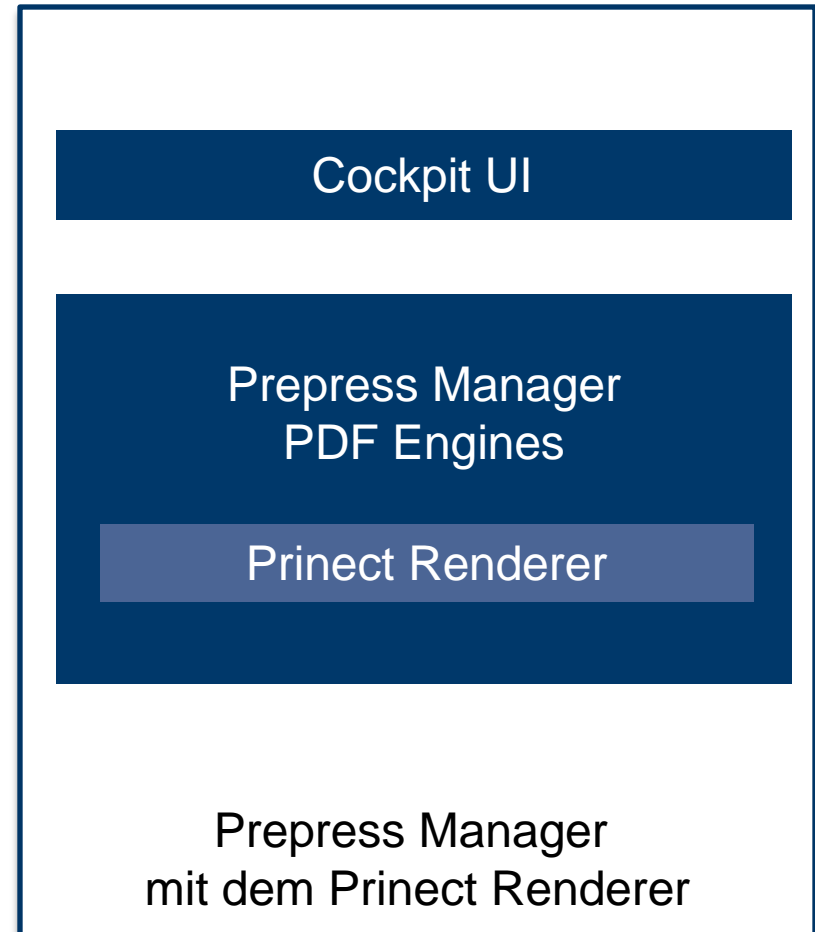 Cockpit UI
Prepress Manager
PDF Engines
Prinect Renderer
Prepress Manager
mit dem Prinect Renderer